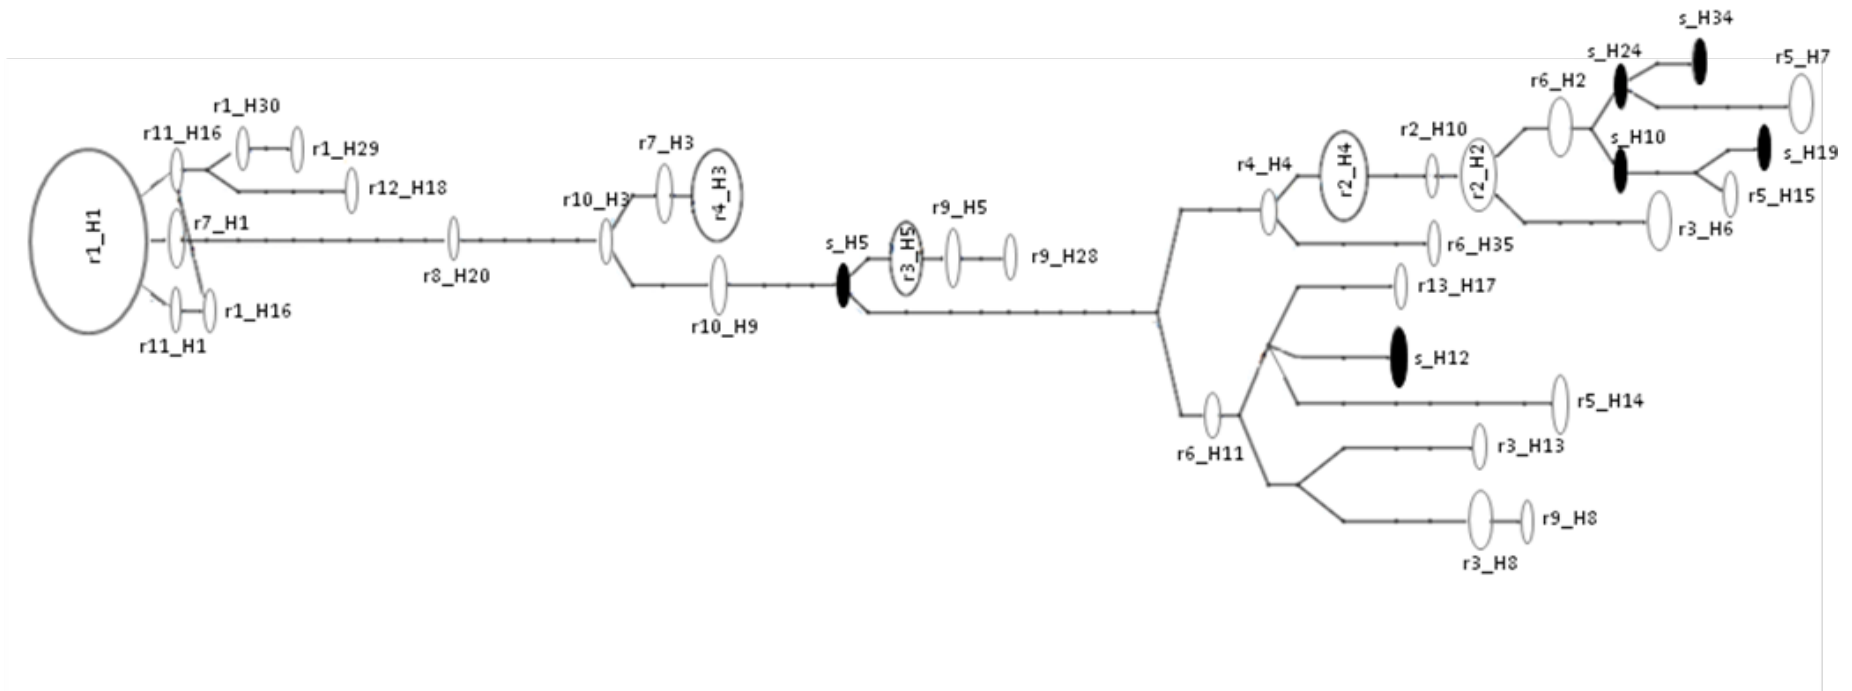 s_H34
s_H24
r5_H7
r6_H2
r1_H30
r11_H16
r1_H29
r7_H3
r2_H10
s_H10
s_H19
r4_H4
r2_H4
r2_H2
r12_H18
r4_H3
r5_H15
r10_H3
r9_H5
r7_H1
r1_H1
s_H5
r3_H5
r3_H6
r6_H35
r9_H28
r8_H20
r13_H17
r1_H16
r10_H9
r11_H1
s_H12
r5_H14
r3_H13
r6_H11
r9_H8
r3_H8